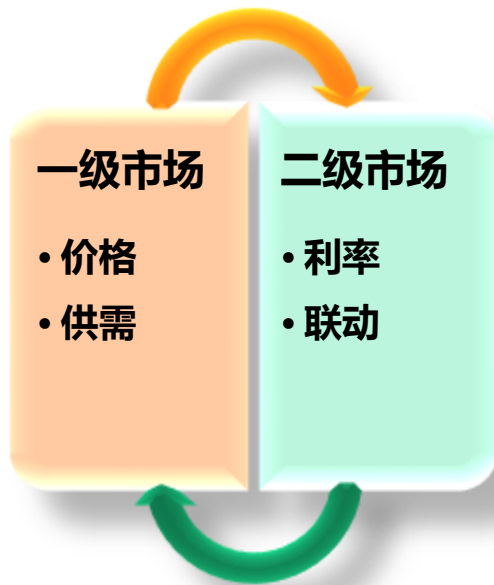 一级市场
• 价格
• 供需
二级市场
• 利率
• 联动